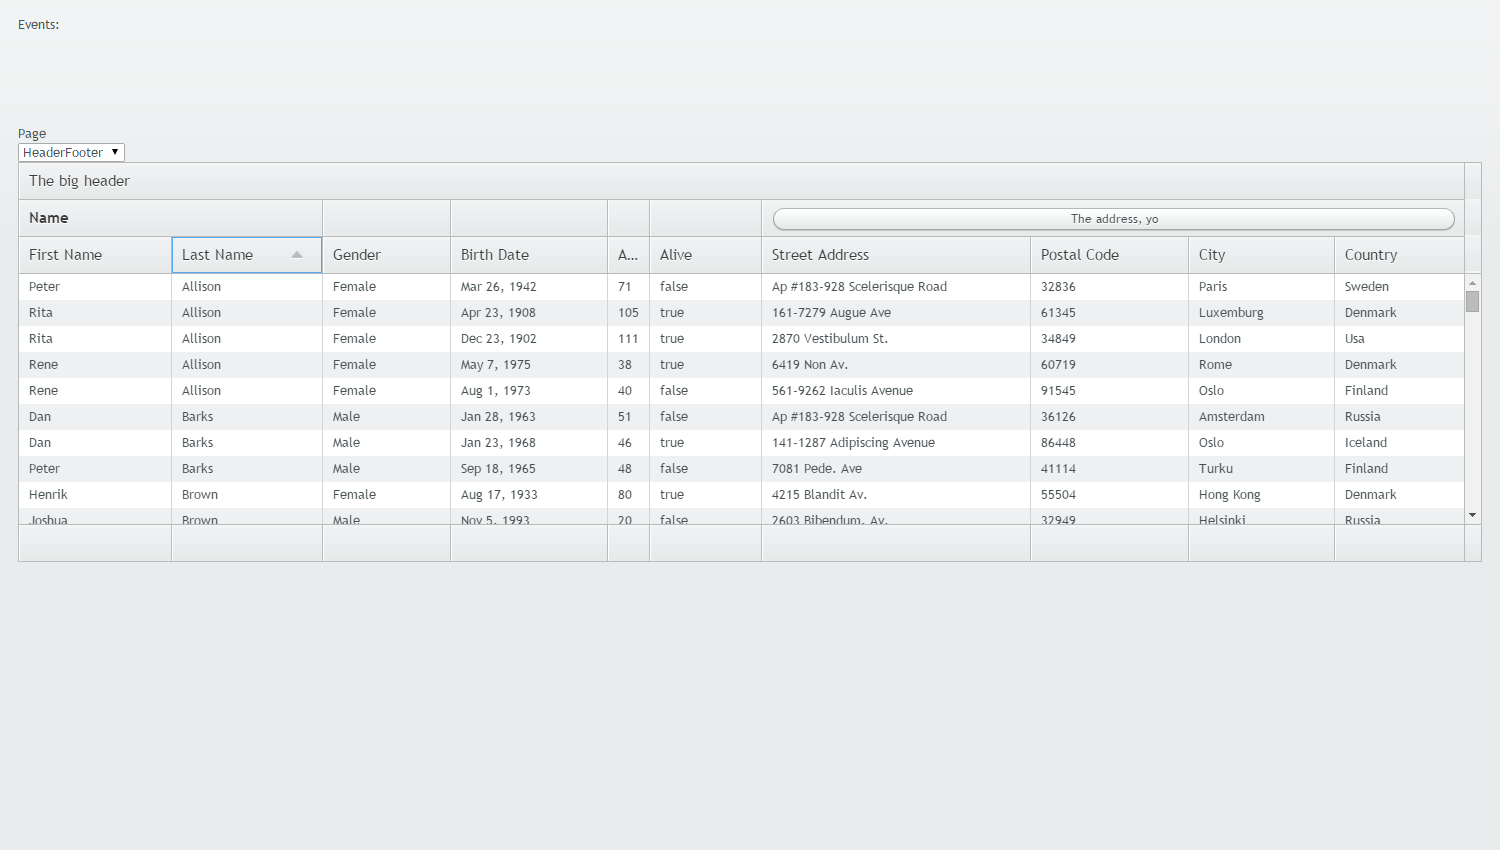 Events:
Page
HeaderFooter ▼
The big header
Name The address, yo
First Name Last Name Gender Birth Date A... Alive Street Address Postal Code City Country
Peter Allison Female Mar 26, 1942 71 false Ap #183-928 Scelerisque Road 32836 Paris Sweden
Rita Allison Female Apr 23, 1908 105 true 161-7279 Augue Ave 61345 Luxemburg Denmark
Rita Allison Female Dec 23, 1902 111 true 2870 Vestibulum St. 34849 London Usa
Rene Allison Female May 7, 1975 38 true 6419 Non Av. 60719 Rome Denmark
Rene Allison Female Aug 1, 1973 40 false 561-9262 Iaculis Avenue 91545 Oslo Finland
Dan Barks Male Jan 28, 1963 51 false Ap #183-928 Scelerisque Road 36126 Amsterdam Russia
Dan Barks Male Jan 23, 1968 46 true 141-1287 Adipiscing Avenue 86448 Oslo Iceland
Peter Barks Male Sep 18, 1965 48 false 7081 Pede. Ave 41114 Turku Finland
Henrik Brown Female Aug 17, 1933 80 true 4215 Blandit Av. 55504 Hong Kong Denmark
Joshua Brown Male Nov 5, 1993 20 false 2603 Bibendum. Av. 32949 Helsinki Russia